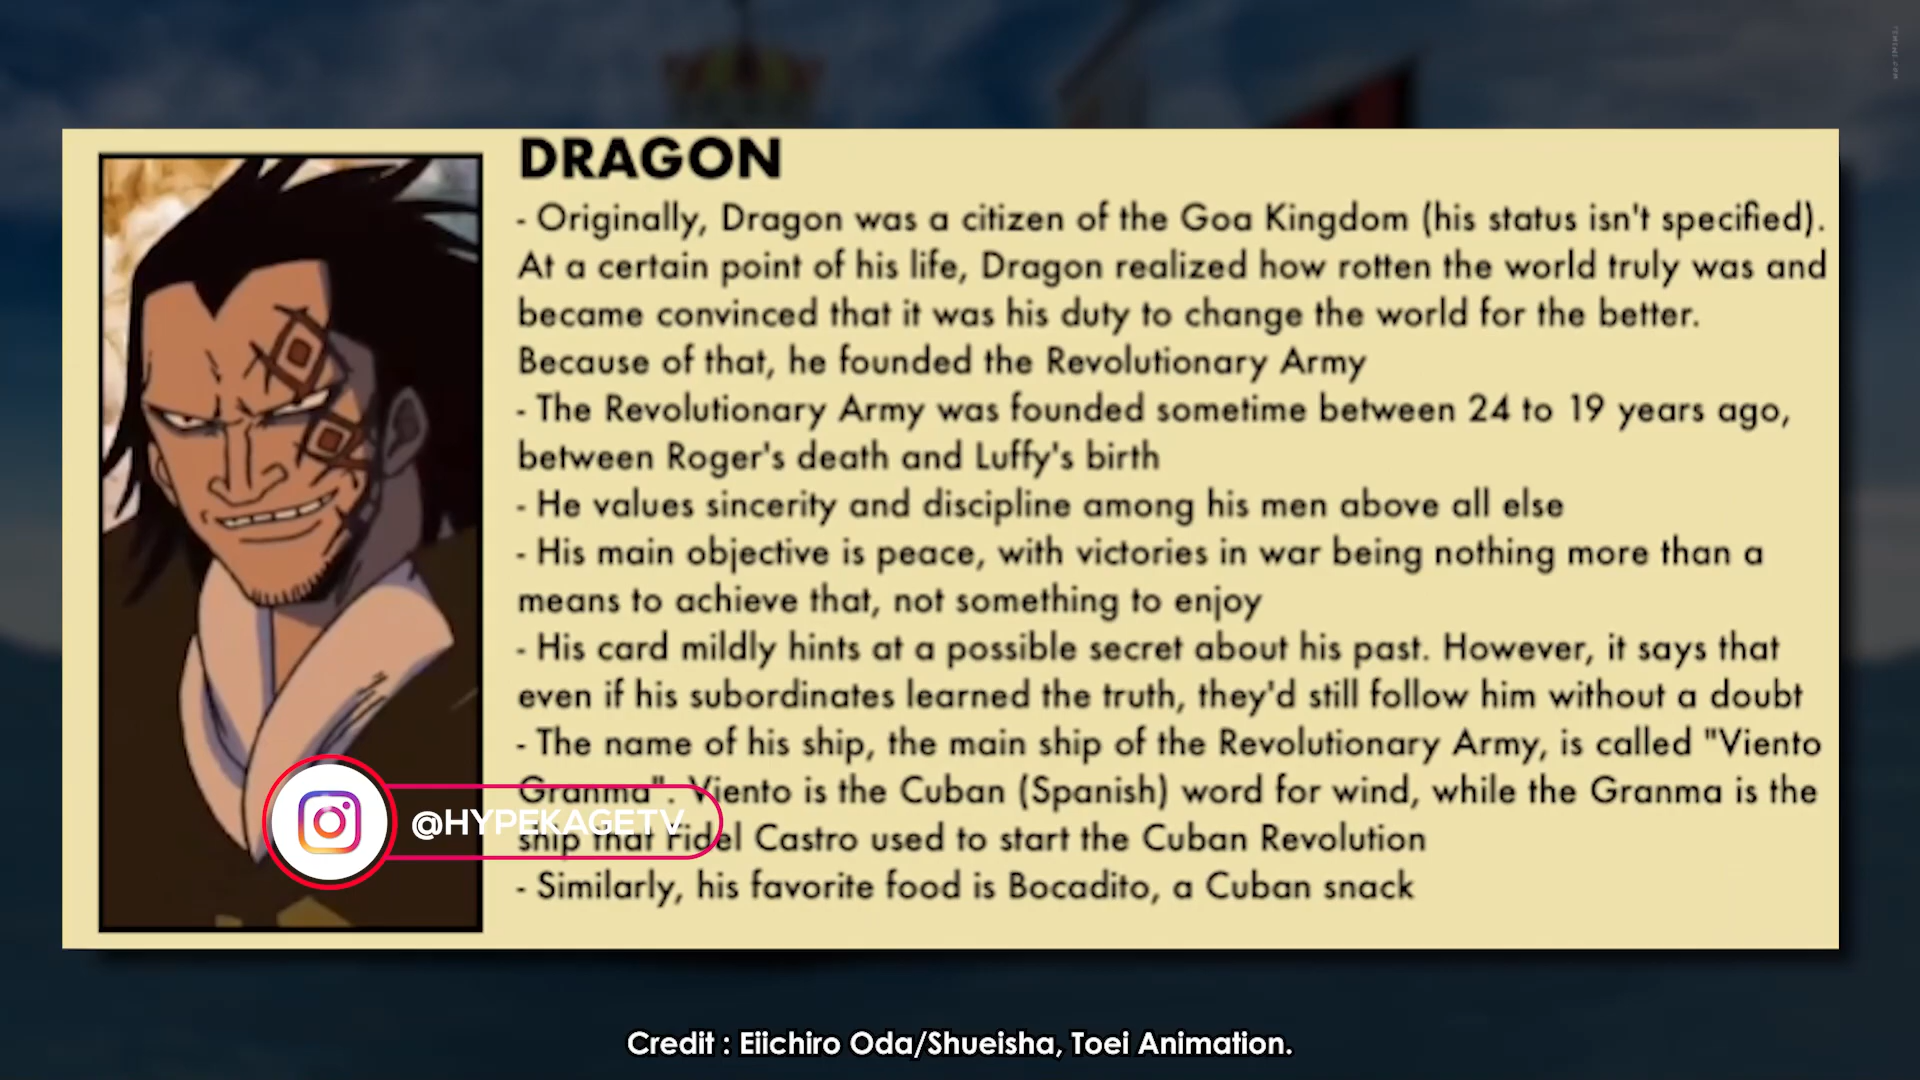 DRAGON
- Originally, Dragon was a citizen of the Goa Kingdom (his status isn't specified).
At a certain point of his life, Dragon realized how rotten the world truly was and
became convinced that it was his duty to change the world for the better.
Because of that, he founded the Revolutionary Army
- The Revolutionary Army was founded sometime between 24 to 19 years ago,
between Roger's death and Luffy's birth
- He values sincerity and discipline among his men above all else
- His main objective is peace, with victories in war being nothing more than a
means to achieve that, not something to enjoy
- His card mildly hints at a possible secret about his past. However, it says that
even if his subordinates learned the truth, they'd still follow him without a doubt
- The name of his ship, the main ship of the Revolutionary Army, is called "Viento
Granma". Viento is the Cuban (Spanish) word for wind, while the Granma is the
@HYPEKAGETV
ship that Fidel Castro used to start the Cuban Revolution
- Similarly, his favorite food is Bocadito, a Cuban snack
Credit : Eiichiro Oda/Shueisha, Toei Animation.